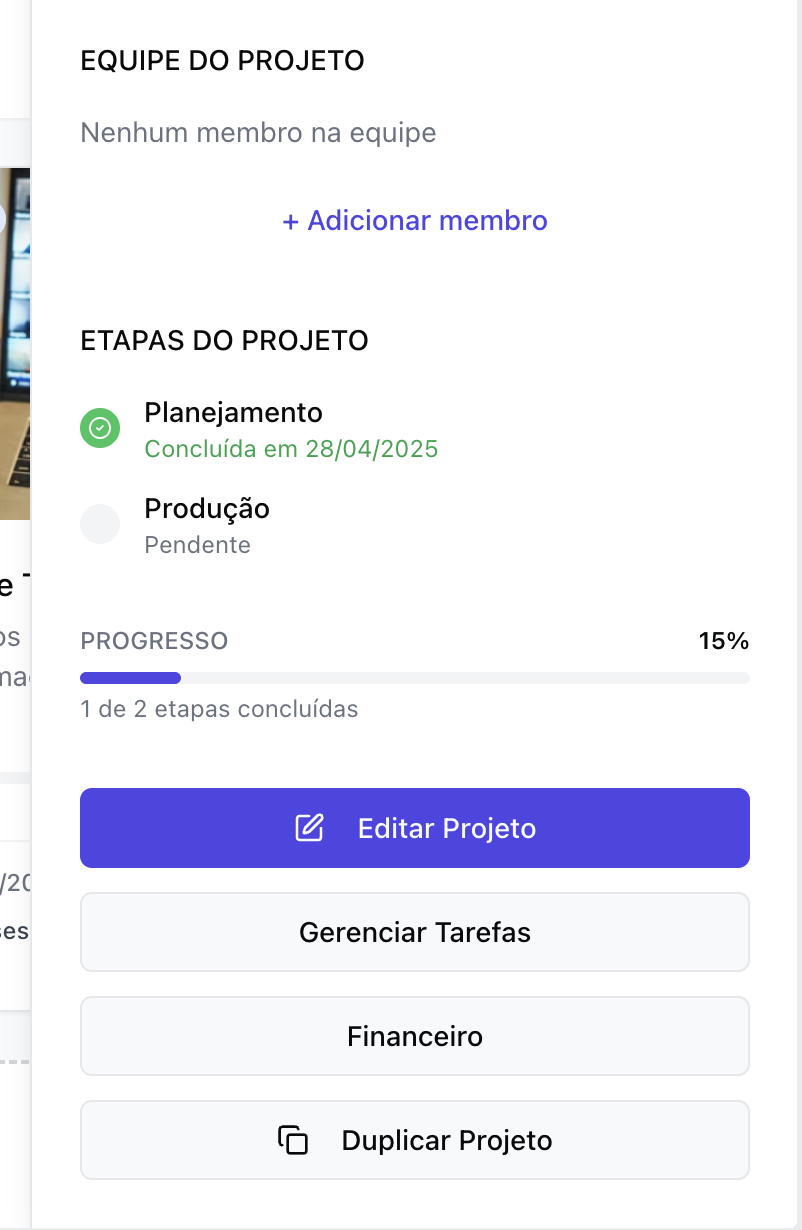 EQUIPE DO PROJETO
Nenhum membro na equipe
+ Adicionar membro
ETAPAS DO PROJETO
Planejamento
Concluída em 28/04/2025
Produção
Pendente
PROGRESSO
15%
1 de 2 etapas concluídas
Editar Projeto
Gerenciar Tarefas
Financeiro
Duplicar Projeto